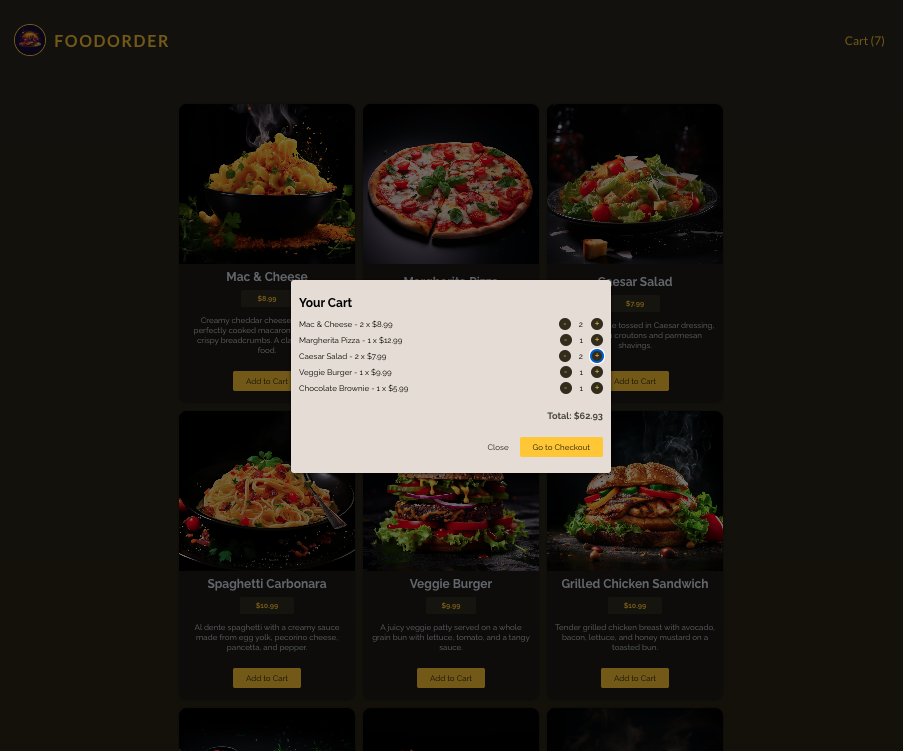 FOODORDER
Cart (7)
Mac & Cheese
$8.99
Creamy cheddar cheese
perfectly cooked macaron
crispy breadcrumbs. A cla
food.
Add to Cart
Caesar Salad
$7.99
tossed in Caesar dressing,
croutons and parmesan
shavings.
Add to Cart
Your Cart
Mac & Cheese - 2 x $8.99
- 2 +
Margherita Pizza - 1 x $12.99
- 1 +
Caesar Salad - 2 x $7.99
- 2 +
Veggie Burger - 1 x $9.99
- 1 +
Chocolate Brownie - 1 x $5.99
- 1 +
Total: $62.93
Close
Go to Checkout
Spaghetti Carbonara
$10.99
Al dente spaghetti with a creamy sauce
made from egg yolk, pecorino cheese,
pancetta, and pepper.
Add to Cart
Veggie Burger
$9.99
A juicy veggie patty served on a whole
grain bun with lettuce, tomato, and a tangy
sauce.
Add to Cart
Grilled Chicken Sandwich
$10.99
Tender grilled chicken breast with avocado,
bacon, lettuce, and honey mustard on a
toasted bun.
Add to Cart